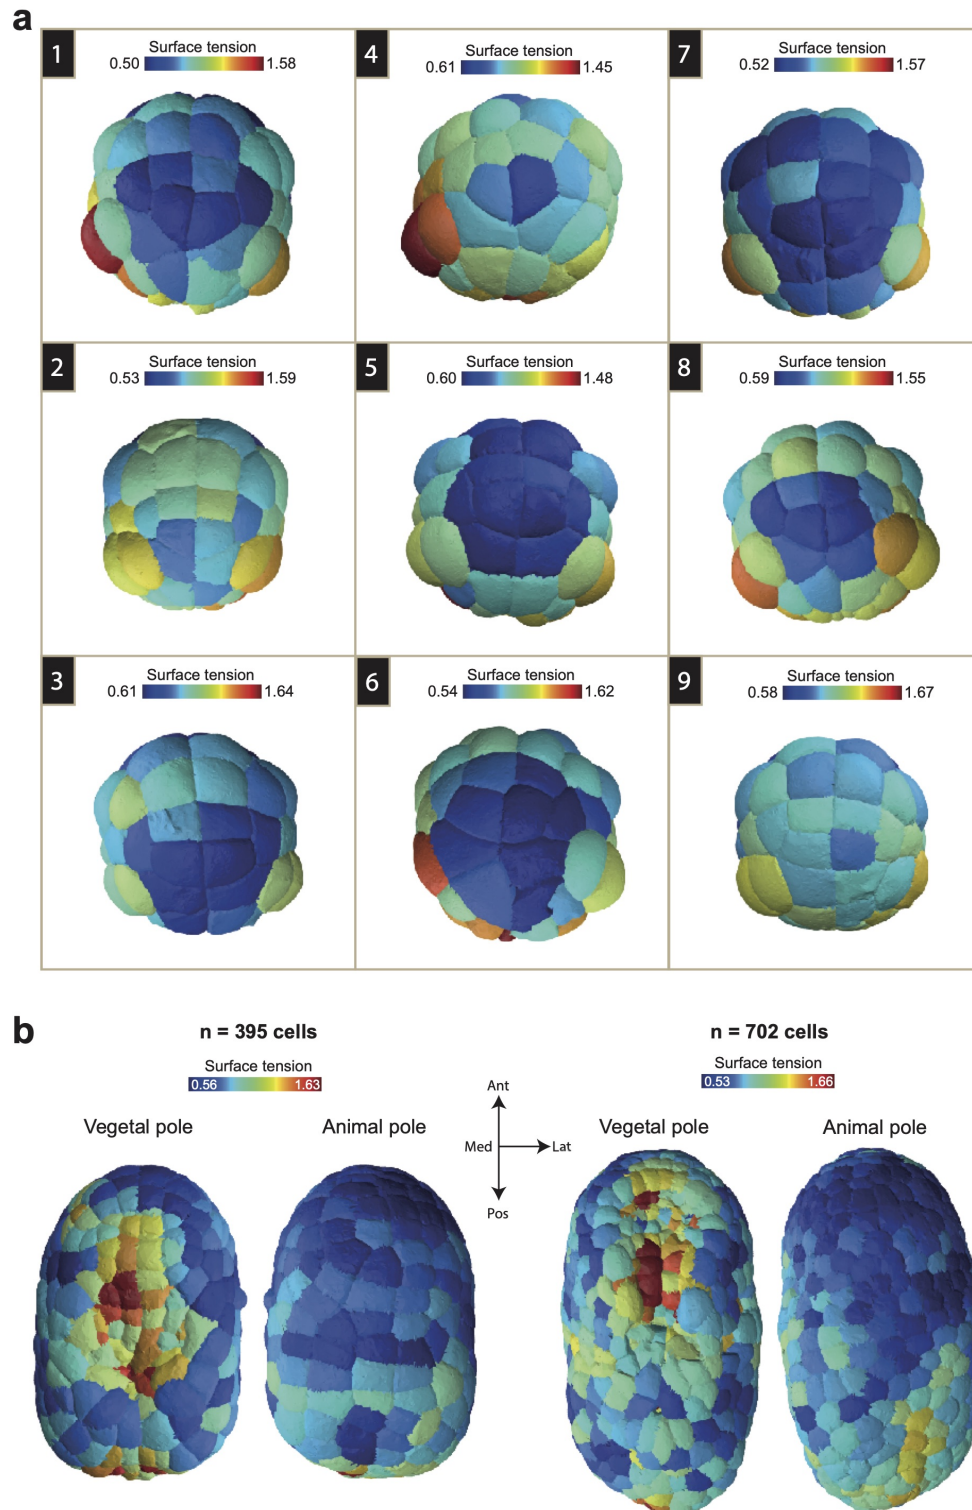 a
1
Surface tension
0.50 1.58
4
Surface tension
0.61 1.45
7
Surface tension
0.52 1.57
2
Surface tension
0.53 1.59
5
Surface tension
0.60 1.48
8
Surface tension
0.59 1.55
3
Surface tension
0.61 1.64
6
Surface tension
0.54 1.62
9
Surface tension
0.58 1.67
b
n = 395 cells
Surface tension
0.56 1.63
Vegetal pole Animal pole
Ant
Med Lat
Pos
n = 702 cells
Surface tension
0.53 1.66
Vegetal pole Animal pole